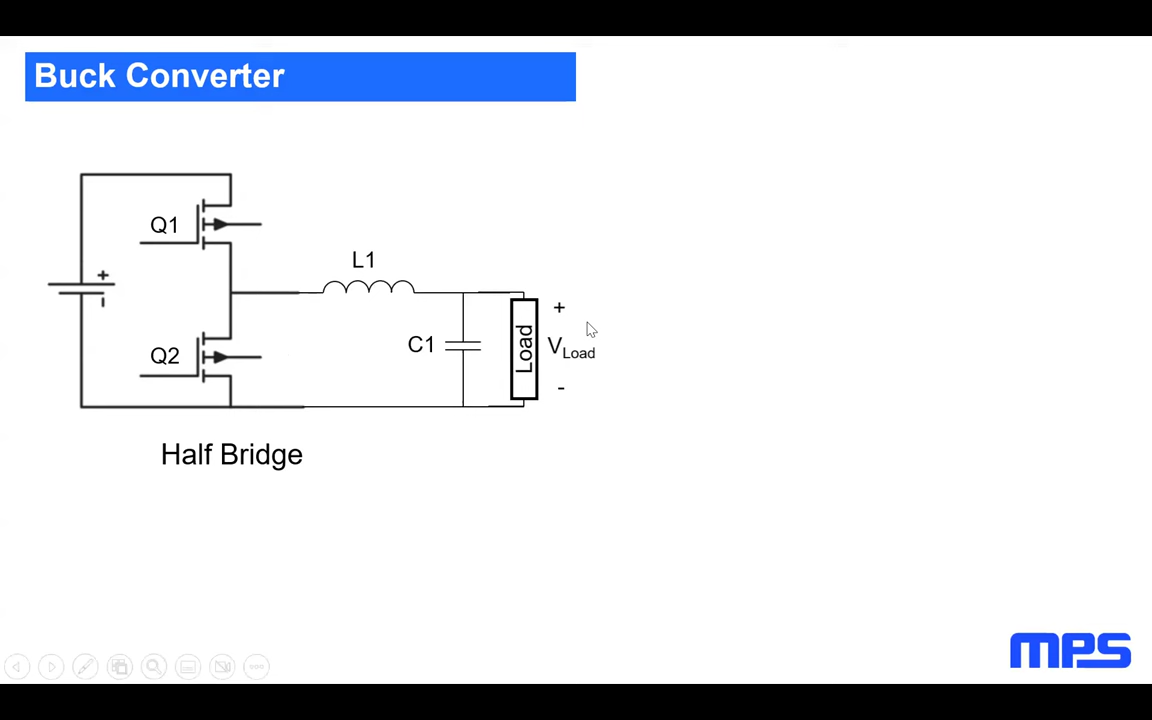 Buck Converter
Q1
+
-
L1
Q2
C1
Load
+
VLoad
-
Half Bridge
mps